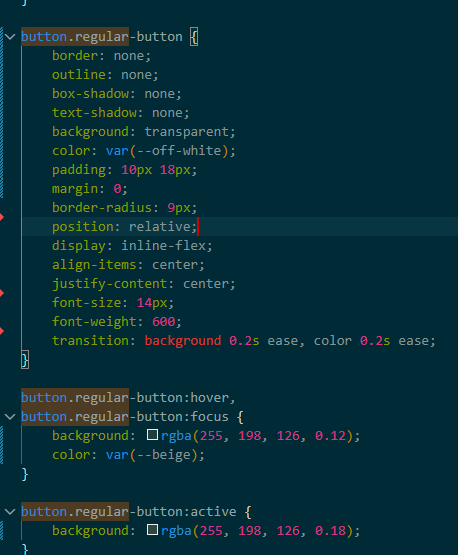 }
button.regular-button {
border: none;
outline: none;
box-shadow: none;
text-shadow: none;
background: transparent;
color: var(--off-white);
padding: 10px 18px;
margin: 0;
border-radius: 9px;
position: relative;
display: inline-flex;
align-items: center;
justify-content: center;
font-size: 14px;
font-weight: 600;
transition: background 0.2s ease, color 0.2s ease;
}
button.regular-button:hover,
button.regular-button:focus {
background: rgba(255, 198, 126, 0.12);
color: var(--beige);
}
button.regular-button:active {
background: rgba(255, 198, 126, 0.18);
}